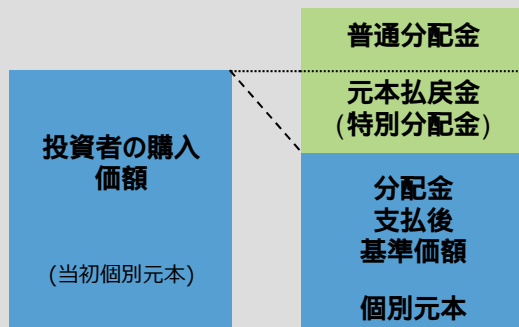 投資者の購入
価額
(当初個別元本)
普通分配金
元本払戻金
(特別分配金)
分配金
支払後
基準価額
個別元本